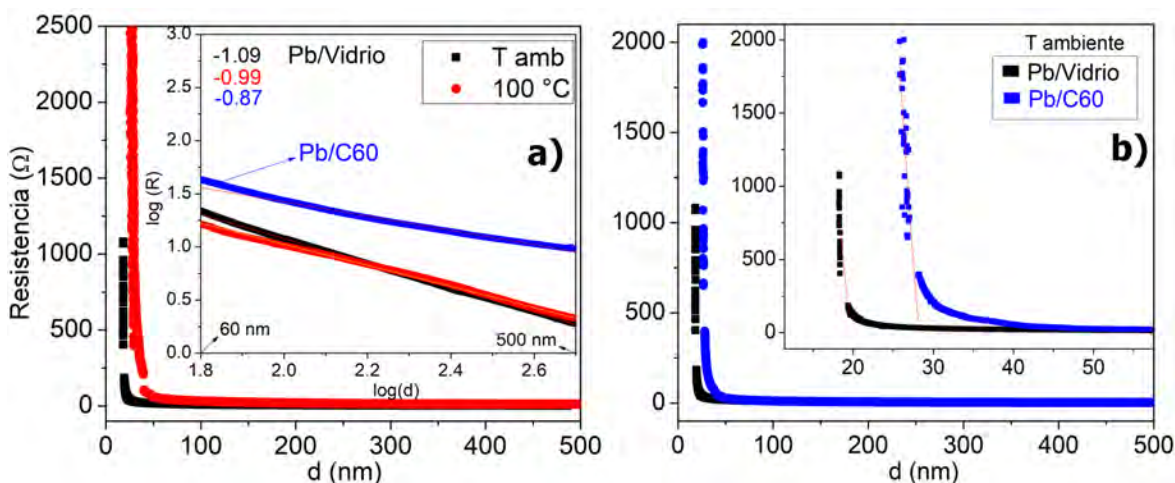 a)
Resistencia (Ω)
2500
2000
1500
1000
500
0
0 100 200 300 400 500
d (nm)
-1.09
-0.99
-0.87
Pb/Vidrio
T amb
100 °C
Pb/C60
log (R)
3.0
2.5
2.0
1.5
1.0
0.5
0.0
60 nm
500 nm
1.8 2.0 2.2 2.4 2.6
log(d)
b)
2000
1500
1000
500
0
0 100 200 300 400 500
d (nm)
T ambiente
Pb/Vidrio
Pb/C60
2000
1500
1000
500
0
20 30 40 50